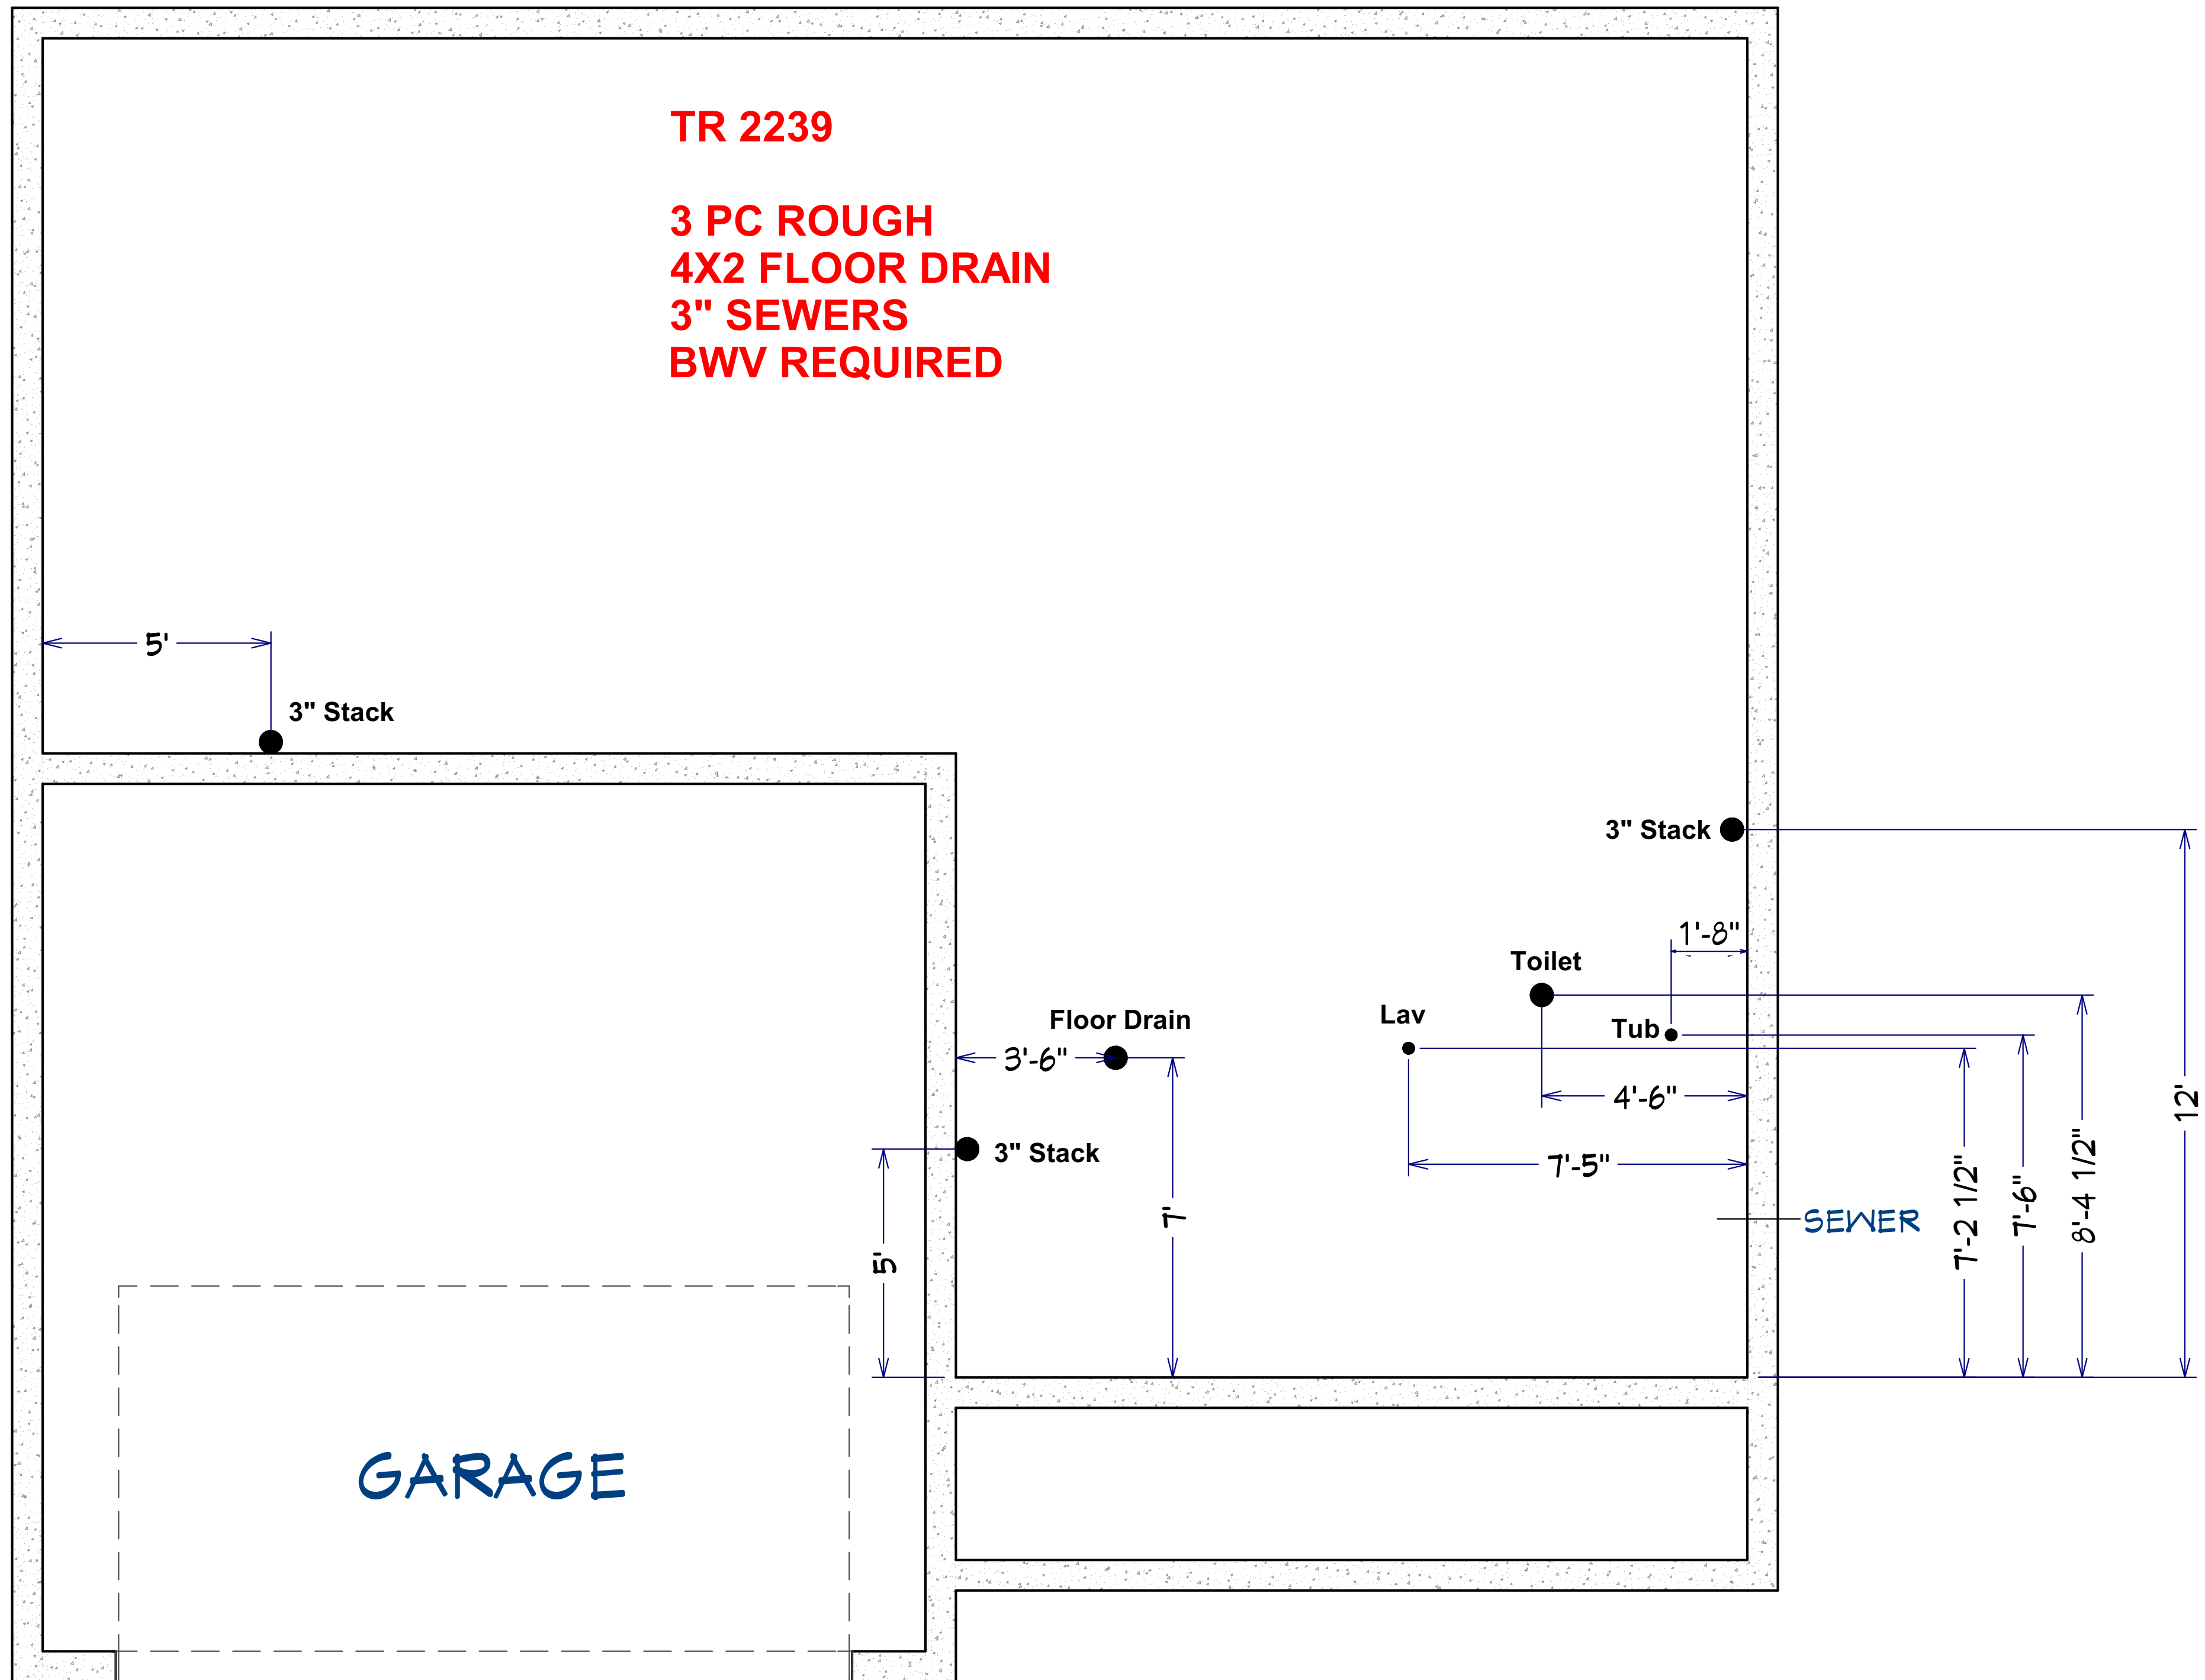 TR 2239
3 PC ROUGH
4X2 FLOOR DRAIN
3" SEWERS
BWV REQUIRED
5'
3" Stack
3" Stack
1'-8"
Toilet
Lav
Floor Drain
Tub
3'-6"
4'-6"
12'
3" Stack
7'-5"
5'
7'
SEWER
7'-2 1/2"
7'-6"
8'-4 1/2"
GARAGE